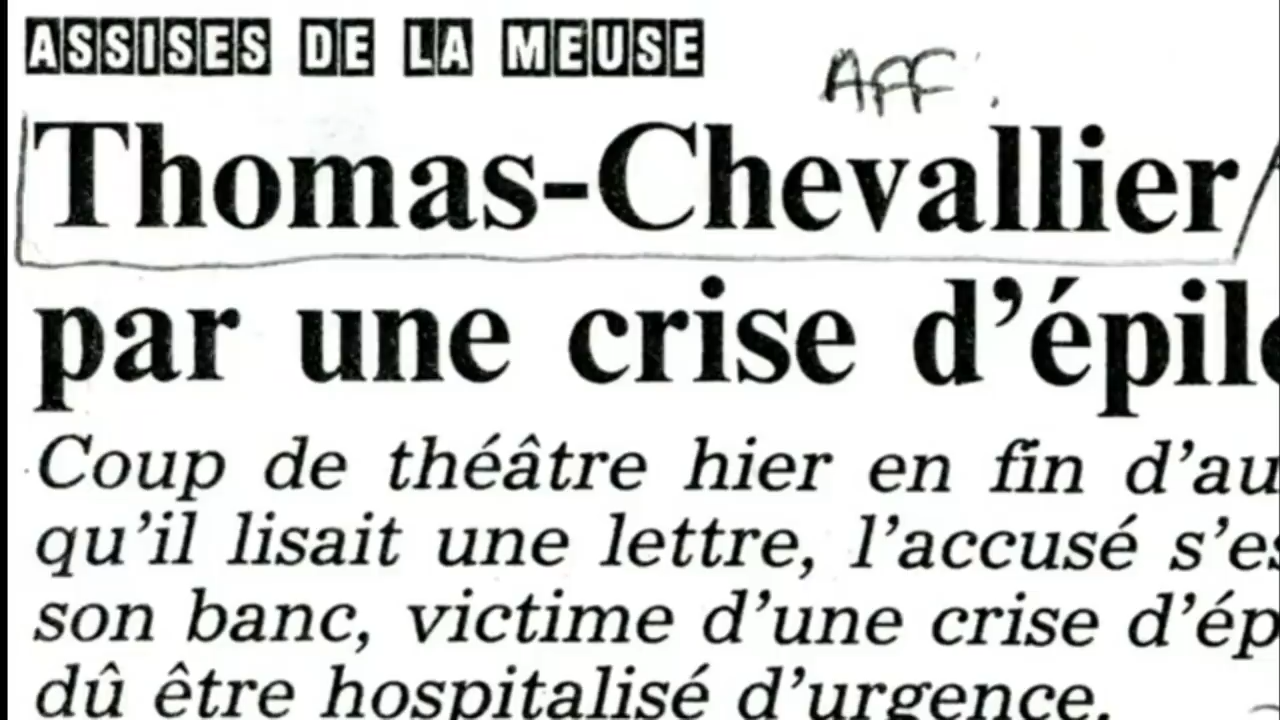 ASSISES DE LA MEUSE
AFF.
Thomas-Chevallier
par une crise d'épil
Coup de théâtre hier en fin d'au
qu'il lisait une lettre, l'accusé s'es
son banc, victime d'une crise d'ép
dû être hospitalisé d'urgence.